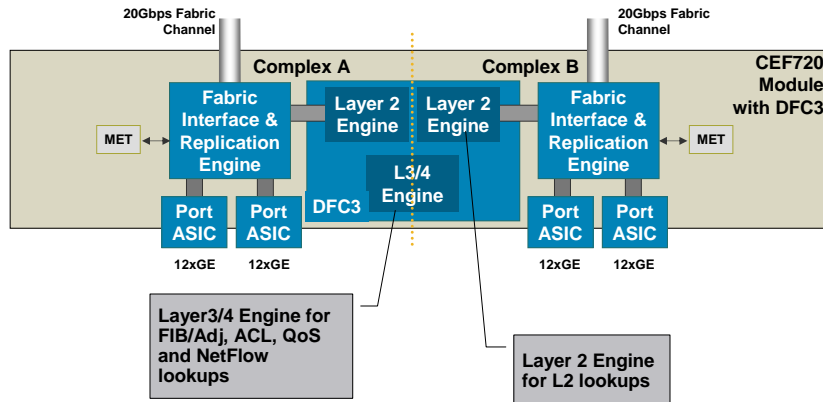 20Gbps Fabric
Channel
20Gbps Fabric
Channel
Complex A
Complex B
CEF720
Module
with DFC3
MET
Fabric
Interface &
Replication
Engine
Layer 2
Engine
Layer 2
Engine
Fabric
Interface &
Replication
Engine
MET
L3/4
Engine
DFC3
Port
ASIC
Port
ASIC
Port
ASIC
Port
ASIC
12xGE
12xGE
12xGE
12xGE
Layer3/4 Engine for
FIB/Adj, ACL, QoS
and NetFlow
lookups
Layer 2 Engine
for L2 lookups